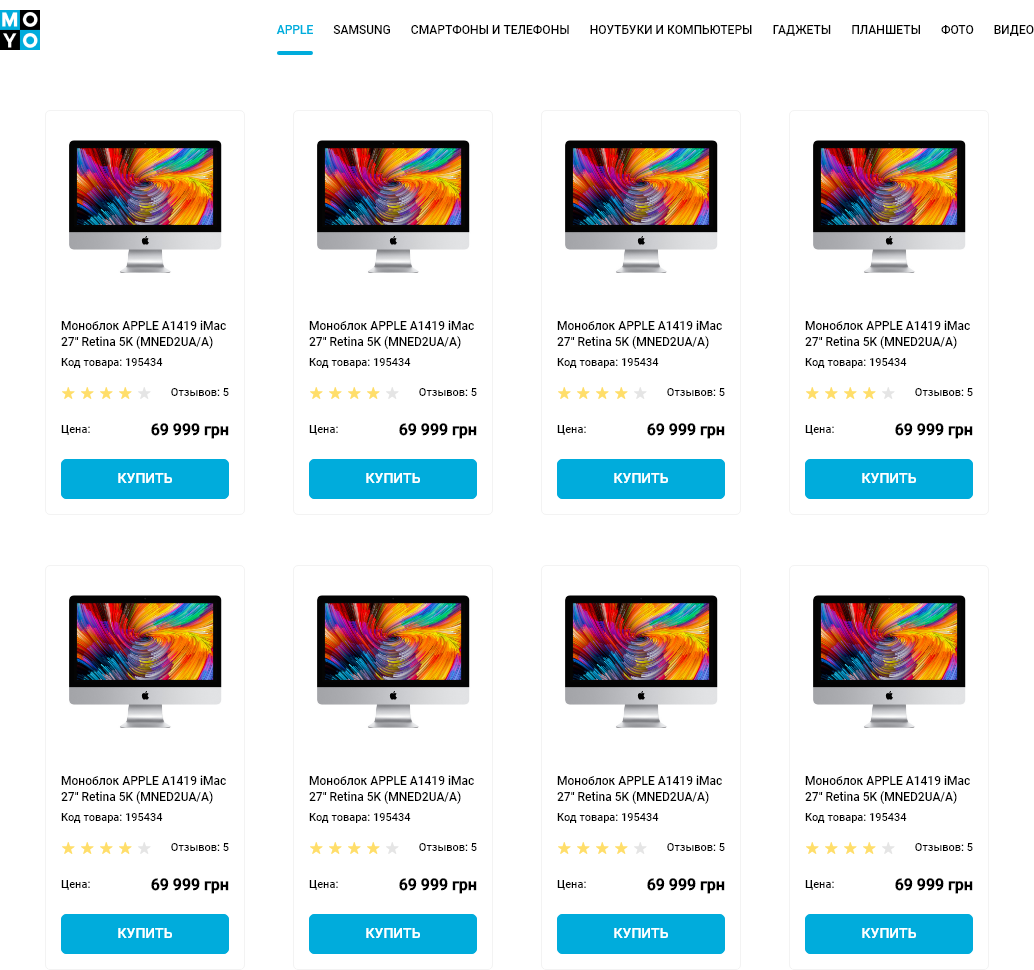 MO
YO
APPLE SAMSUNG СМАРТФОНЫ И ТЕЛЕФОНЫ НОУТБУКИ И КОМПЬЮТЕРЫ ГАДЖЕТЫ ПЛАНШЕТЫ ФОТО ВИДЕО
Моноблок APPLE A1419 iMac Моноблок APPLE A1419 iMac Моноблок APPLE A1419 iMac Моноблок APPLE A1419 iMac
27" Retina 5K (MNED2UA/A) 27" Retina 5K (MNED2UA/A) 27" Retina 5K (MNED2UA/A) 27" Retina 5K (MNED2UA/A)
Код товара: 195434 Код товара: 195434 Код товара: 195434 Код товара: 195434
Отзывов: 5 Отзывов: 5 Отзывов: 5 Отзывов: 5
Цена: 69 999 грн Цена: 69 999 грн Цена: 69 999 грн Цена: 69 999 грн
КУПИТЬ КУПИТЬ КУПИТЬ КУПИТЬ
Моноблок APPLE A1419 iMac Моноблок APPLE A1419 iMac Моноблок APPLE A1419 iMac Моноблок APPLE A1419 iMac
27" Retina 5K (MNED2UA/A) 27" Retina 5K (MNED2UA/A) 27" Retina 5K (MNED2UA/A) 27" Retina 5K (MNED2UA/A)
Код товара: 195434 Код товара: 195434 Код товара: 195434 Код товара: 195434
Отзывов: 5 Отзывов: 5 Отзывов: 5 Отзывов: 5
Цена: 69 999 грн Цена: 69 999 грн Цена: 69 999 грн Цена: 69 999 грн
КУПИТЬ КУПИТЬ КУПИТЬ КУПИТЬ